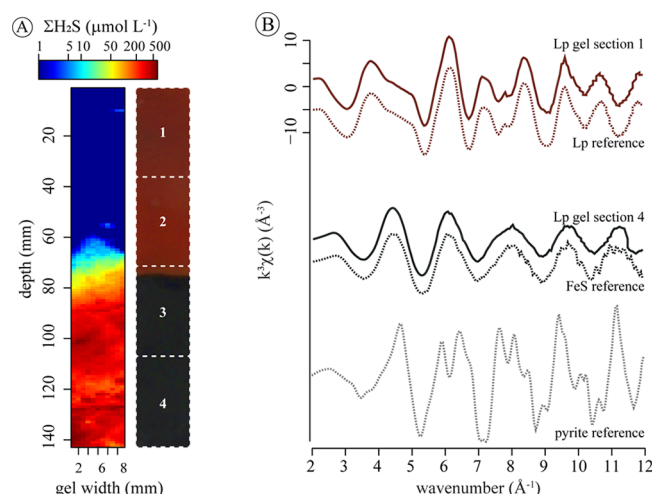 A
ΣH2S (μmol L⁻¹)
1 5 10 50 200 500
20
40
60
80
100
120
140
depth (mm)
2 4 6 8
gel width (mm)
1
2
3
4
B
10
0
−10
k³χ(k) (Å⁻³)
Lp gel section 1
Lp reference
Lp gel section 4
FeS reference
pyrite reference
2 3 4 5 6 7 8 9 10 11 12
wavenumber (Å⁻¹)